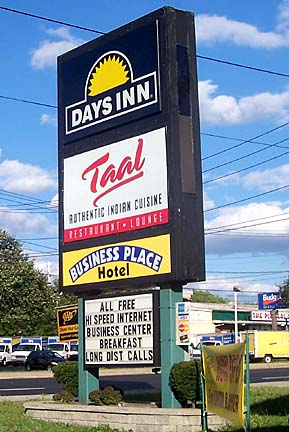 DAYS INN
Taal
AUTHENTIC INDIAN CUISINE
RESTAURANT · LOUNGE
BUSINESS PLACE
Hotel
ALL FREE
HI SPEED INTERNET
BUSINESS CENTER
BREAKFAST
LONG DIST CALLS
Budget